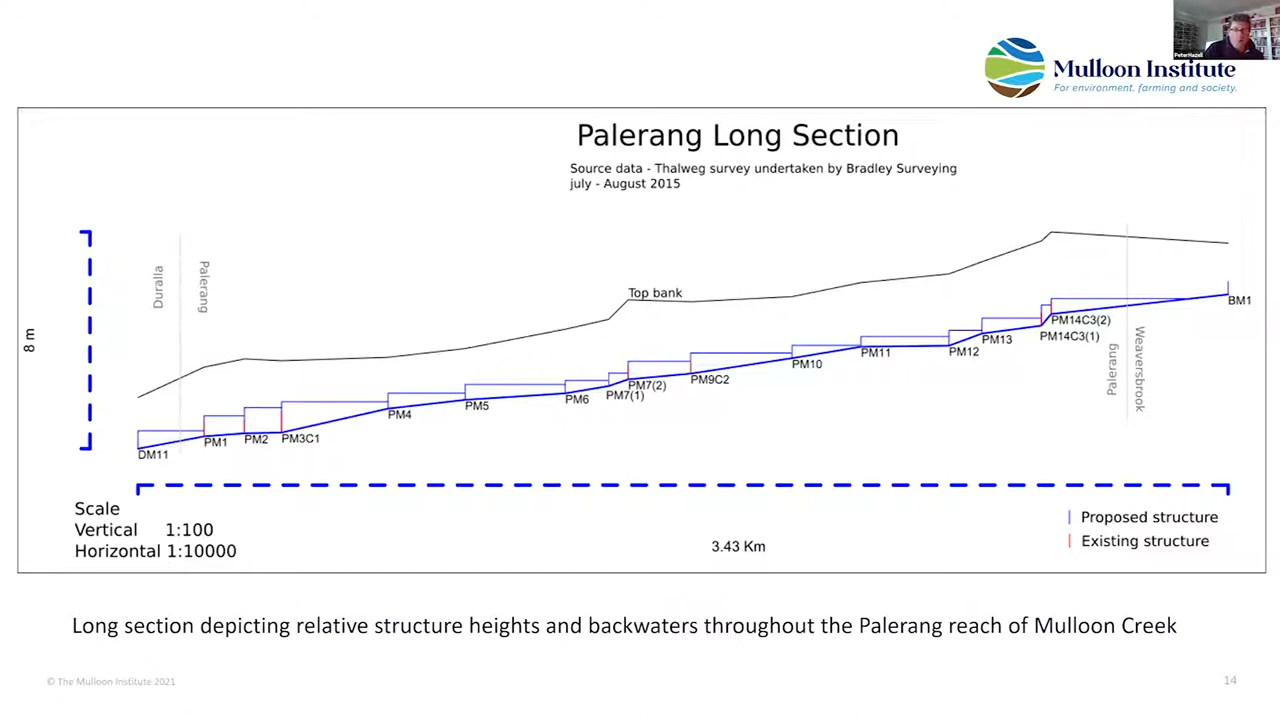 PeterHazell
Mulloon Institute
For environment, farming and society.
Palerang Long Section
Source data - Thalweg survey undertaken by Bradley Surveying
july - August 2015
8 m
Duralla
Palerang
Top bank
DM11
PM1
PM2
PM3C1
PM4
PM5
PM6
PM7(1)
PM7(2)
PM9C2
PM10
PM11
PM12
PM13
PM14C3(1)
PM14C3(2)
BM1
Palerang
Weaversbrook
Scale
Vertical 1:100
Horizontal 1:10000
3.43 Km
Proposed structure
Existing structure
Long section depicting relative structure heights and backwaters throughout the Palerang reach of Mulloon Creek
© The Mulloon Institute 2021
14